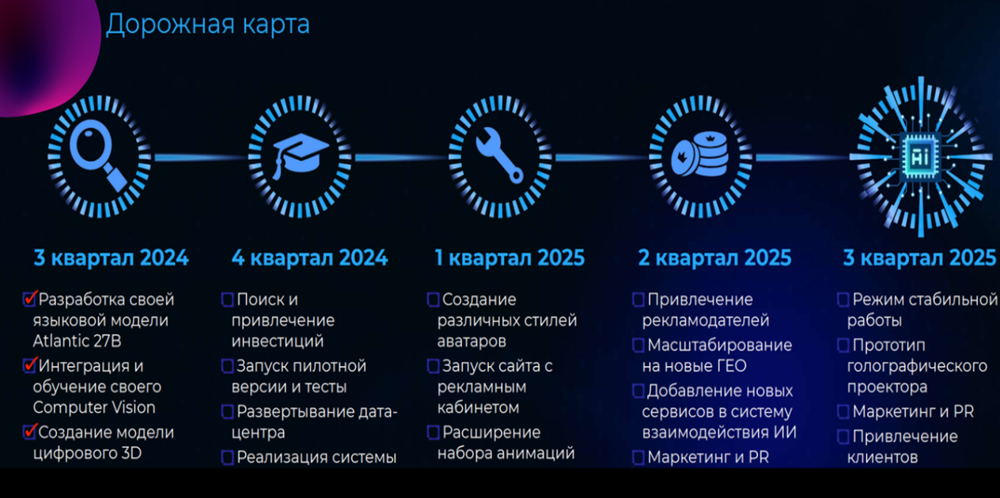 Дорожная карта
Ai
3 квартал 2024
Разработка своей
языковой модели
Atlantic 27B
Интеграция и
обучение своего
Computer Vision
Создание модели
цифрового 3D
4 квартал 2024
Поиск и
привлечение
инвестиций
Запуск пилотной
версии и тесты
Развертывание дата-
центра
Реализация системы
1 квартал 2025
Создание
различных стилей
аватаров
Запуск сайта с
рекламным
кабинетом
Расширение
набора анимаций
2 квартал 2025
Привлечение
рекламодателей
Масштабирование
на новые ГЕО
Добавление новых
сервисов в систему
взаимодействия ИИ
Маркетинг и PR
3 квартал 2025
Режим стабильной
работы
Прототип
голографического
проектора
Маркетинг и PR
Привлечение
клиентов